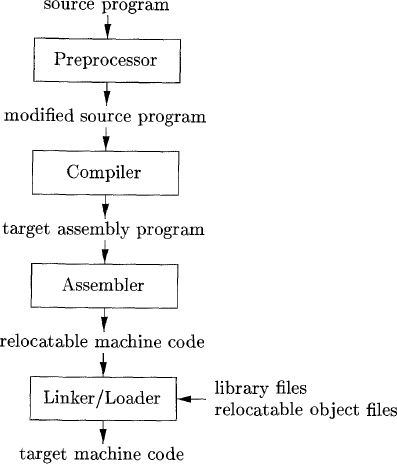 source program
Preprocessor
modified source program
Compiler
target assembly program
Assembler
relocatable machine code
Linker/Loader
library files
relocatable object files
target machine code